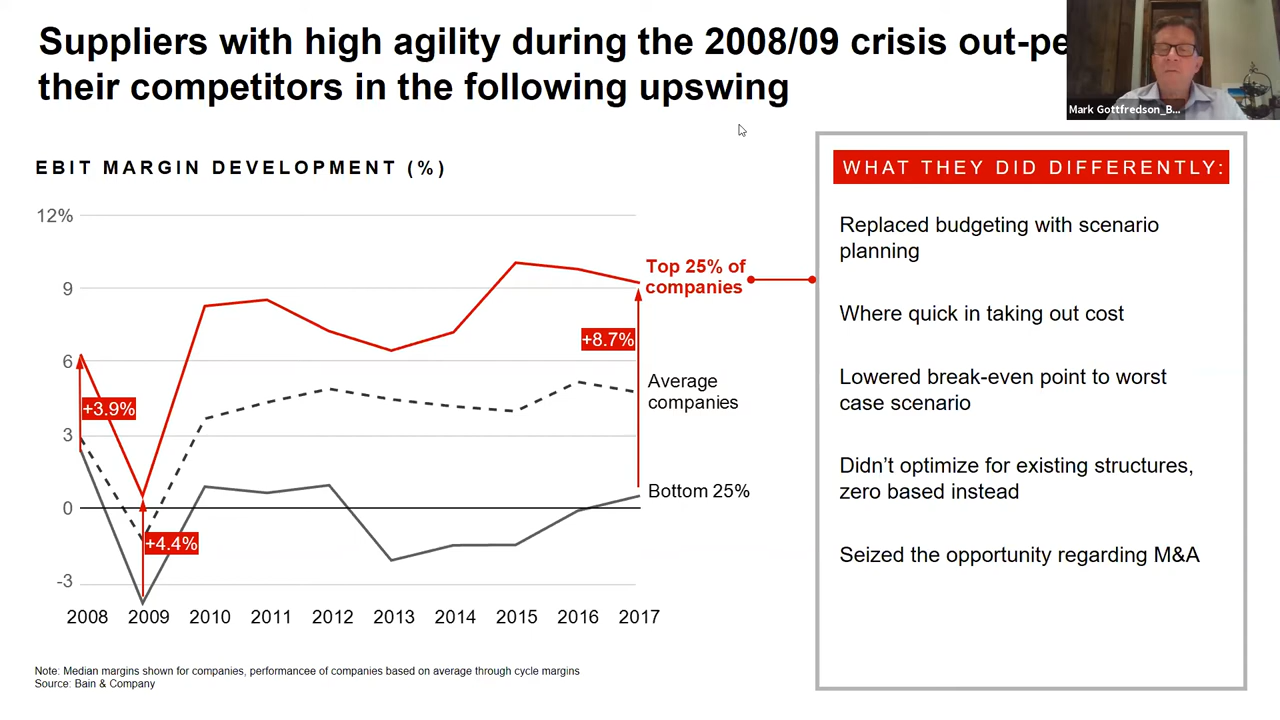 Suppliers with high agility during the 2008/09 crisis out-pe
their competitors in the following upswing
Mark Gottfredson_B...
EBIT MARGIN DEVELOPMENT (%)
12%
9
6
3
0
-3
+3.9%
+4.4%
+8.7%
Top 25% of
companies
Average
companies
Bottom 25%
2008 2009 2010 2011 2012 2013 2014 2015 2016 2017
WHAT THEY DID DIFFERENTLY:
Replaced budgeting with scenario
planning
Where quick in taking out cost
Lowered break-even point to worst
case scenario
Didn't optimize for existing structures,
zero based instead
Seized the opportunity regarding M&A
Note: Median margins shown for companies, performancee of companies based on average through cycle margins
Source: Bain & Company